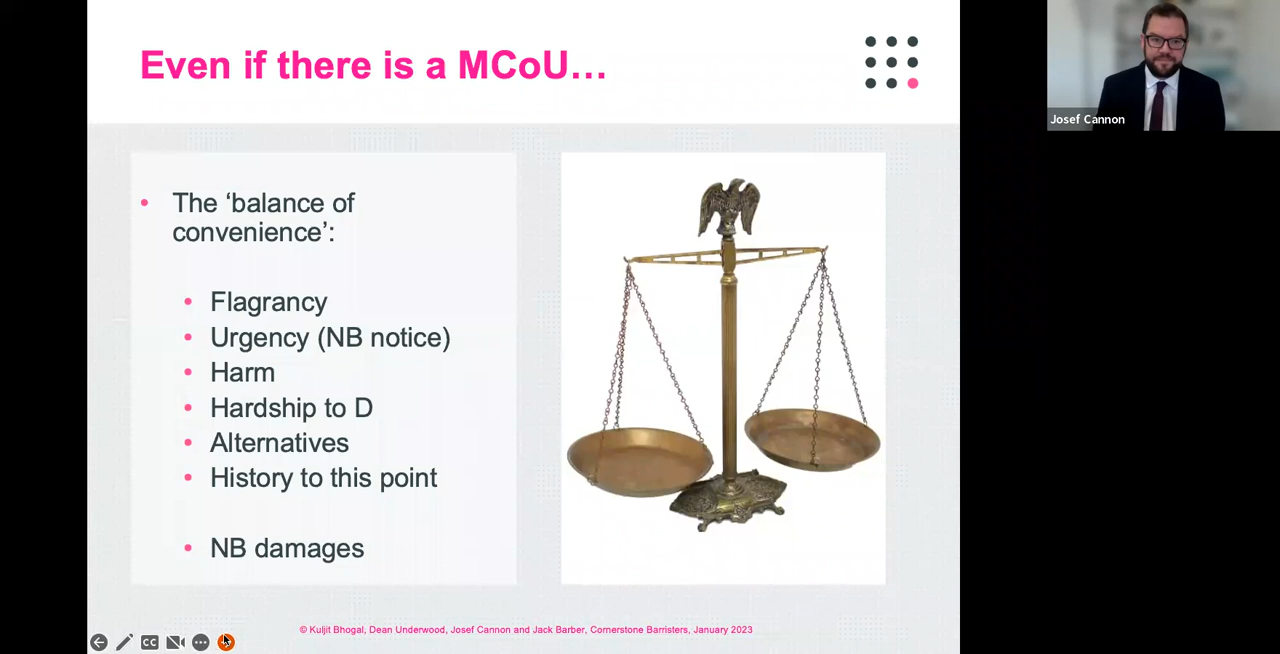 Even if there is a MCoU…
Josef Cannon
• The ‘balance of
convenience’:
• Flagrancy
• Urgency (NB notice)
• Harm
• Hardship to D
• Alternatives
• History to this point
• NB damages
© Kuljit Bhogal, Dean Underwood, Josef Cannon and Jack Barber, Cornerstone Barristers, January 2023
CC